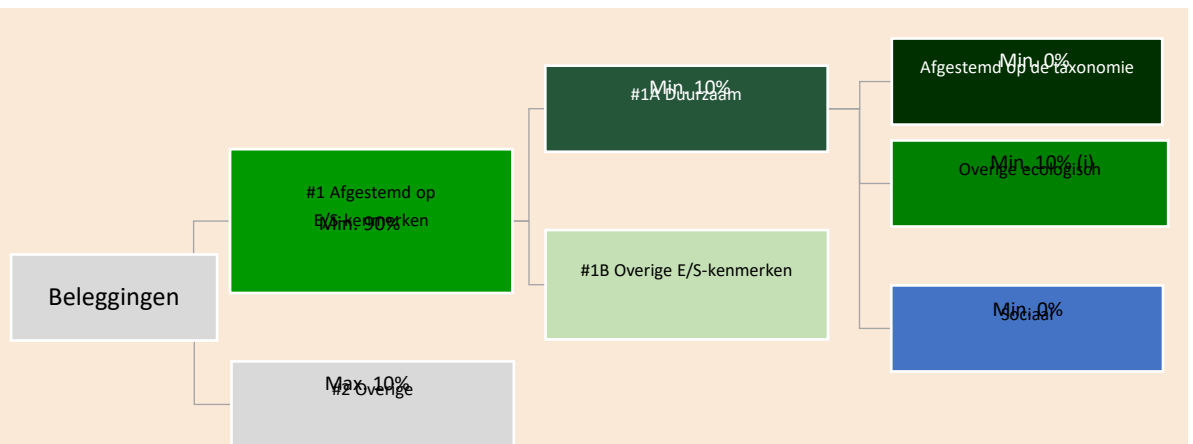 Beleggingen
#1 Afgestemd op
E/S-kenmerken
Min. 90%
Max. 10%
#2 Overige
Min. 10%
#1A Duurzaam
#1B Overige E/S-kenmerken
Min. 0%
Afgestemd op de taxonomie
Min. 10% (i)
Overige ecologisch
Min. 0%
Sociaal